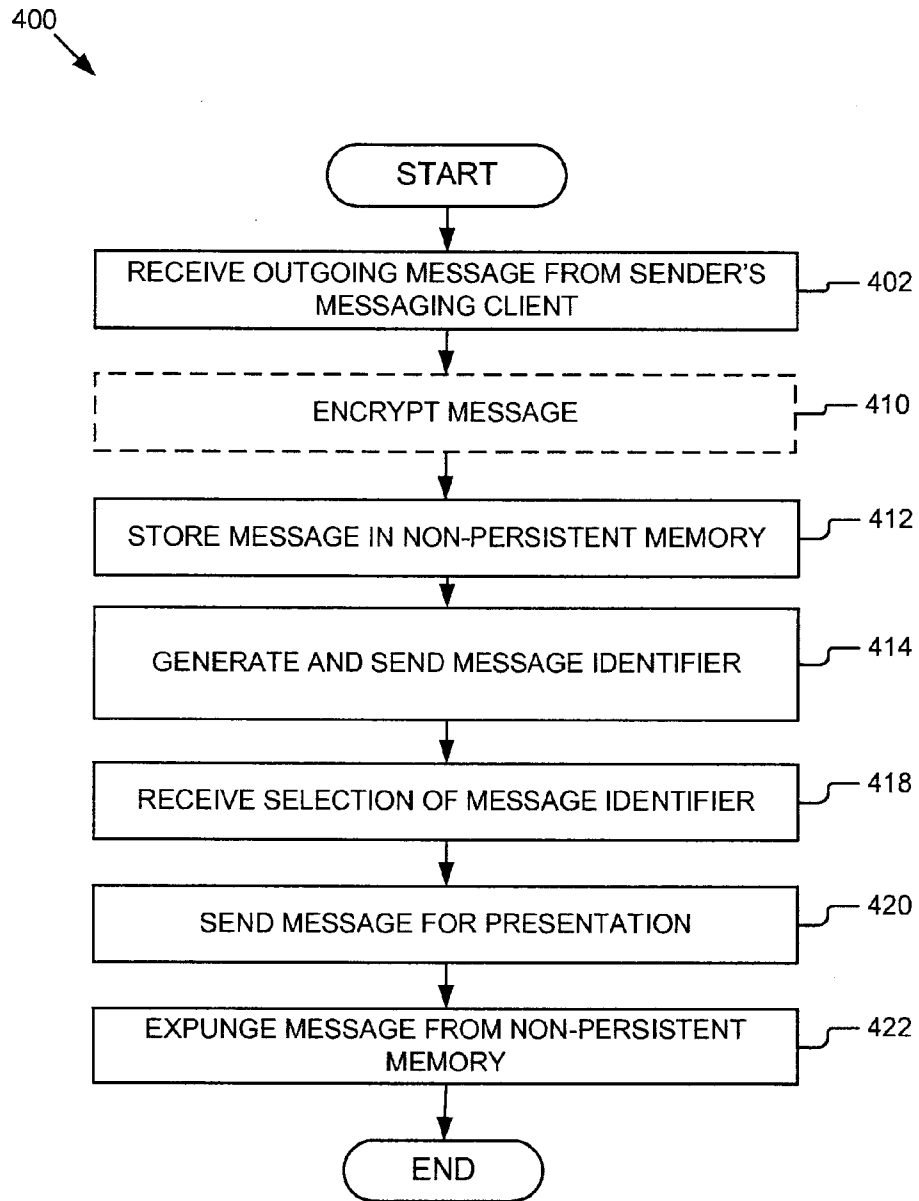 400
START
RECEIVE OUTGOING MESSAGE FROM SENDER'S
MESSAGING CLIENT
402
ENCRYPT MESSAGE
410
STORE MESSAGE IN NON-PERSISTENT MEMORY
412
GENERATE AND SEND MESSAGE IDENTIFIER
414
RECEIVE SELECTION OF MESSAGE IDENTIFIER
418
SEND MESSAGE FOR PRESENTATION
420
EXPUNGE MESSAGE FROM NON-PERSISTENT
MEMORY
422
END